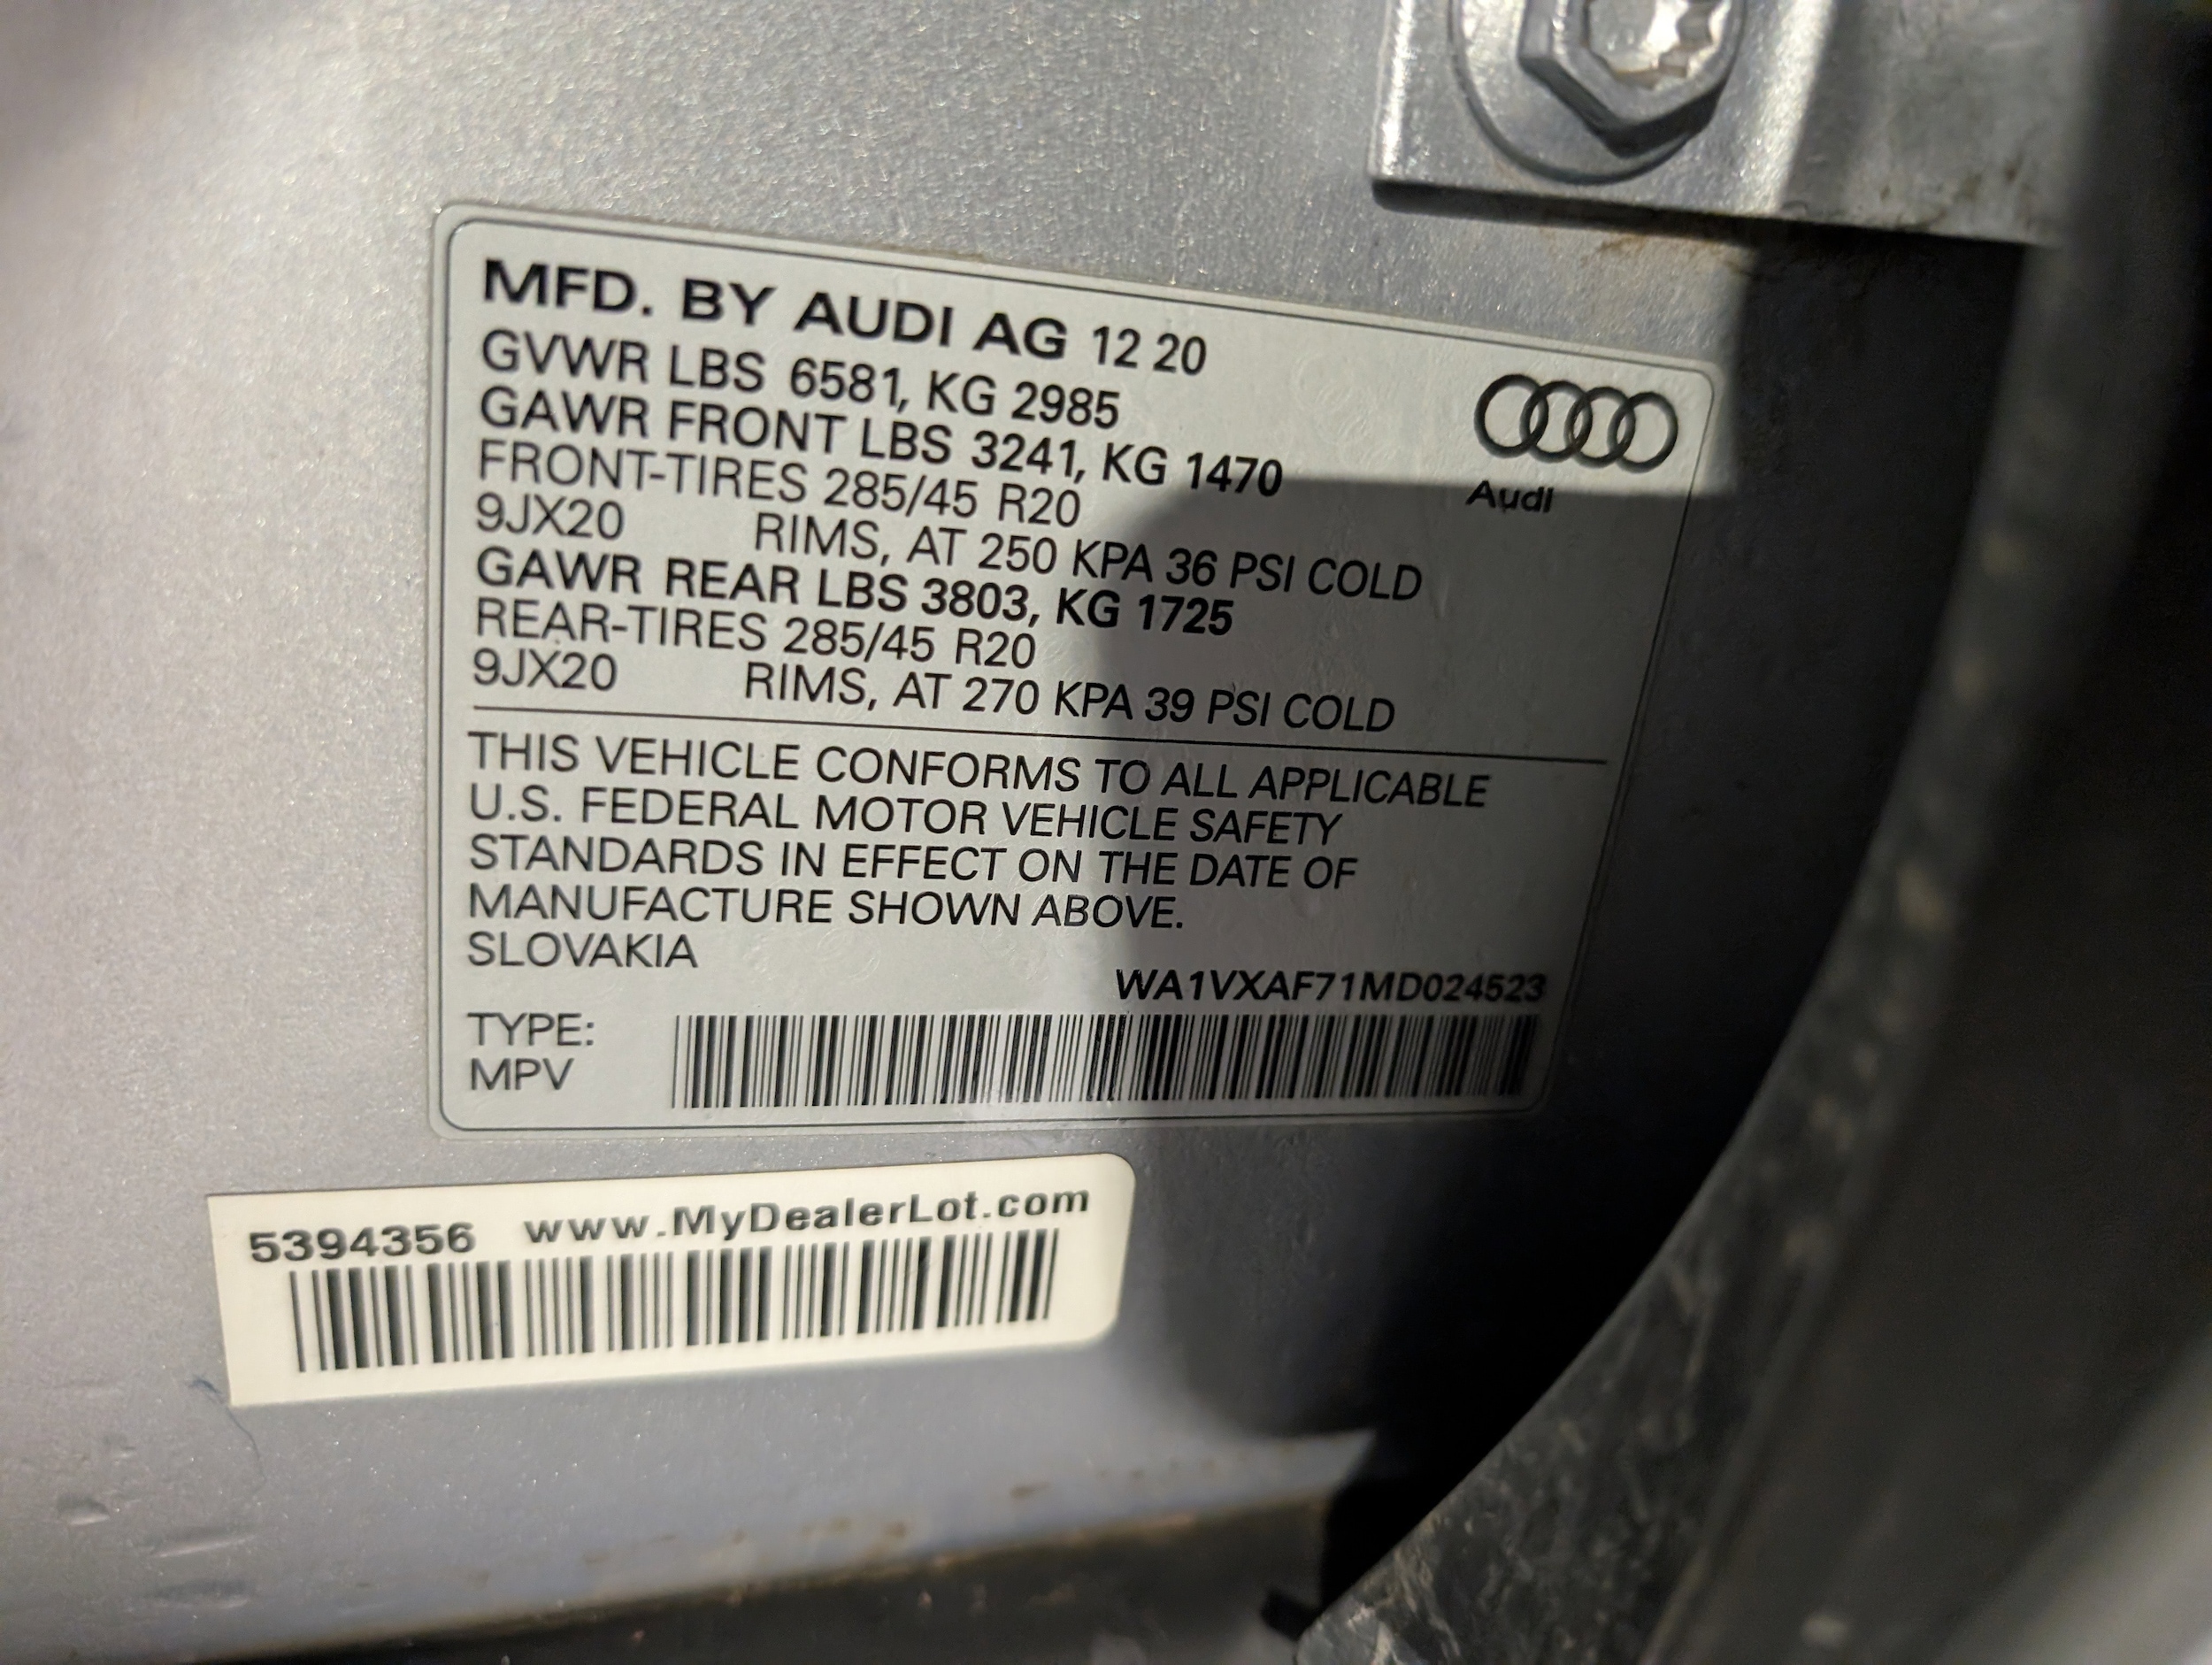 MFD. BY AUDI AG 12 20
GVWR LBS 6581, KG 2985
GAWR FRONT LBS 3241, KG 1470
FRONT-TIRES 285/45 R20
9JX20 RIMS, AT 250 KPA 36 PSI COLD
GAWR REAR LBS 3803, KG 1725
REAR-TIRES 285/45 R20
9JX20 RIMS, AT 270 KPA 39 PSI COLD
Audi
THIS VEHICLE CONFORMS TO ALL APPLICABLE
U.S. FEDERAL MOTOR VEHICLE SAFETY
STANDARDS IN EFFECT ON THE DATE OF
MANUFACTURE SHOWN ABOVE.
SLOVAKIA
WA1VXAF71MD024523
TYPE:
MPV
5394356 www.MyDealerLot.com